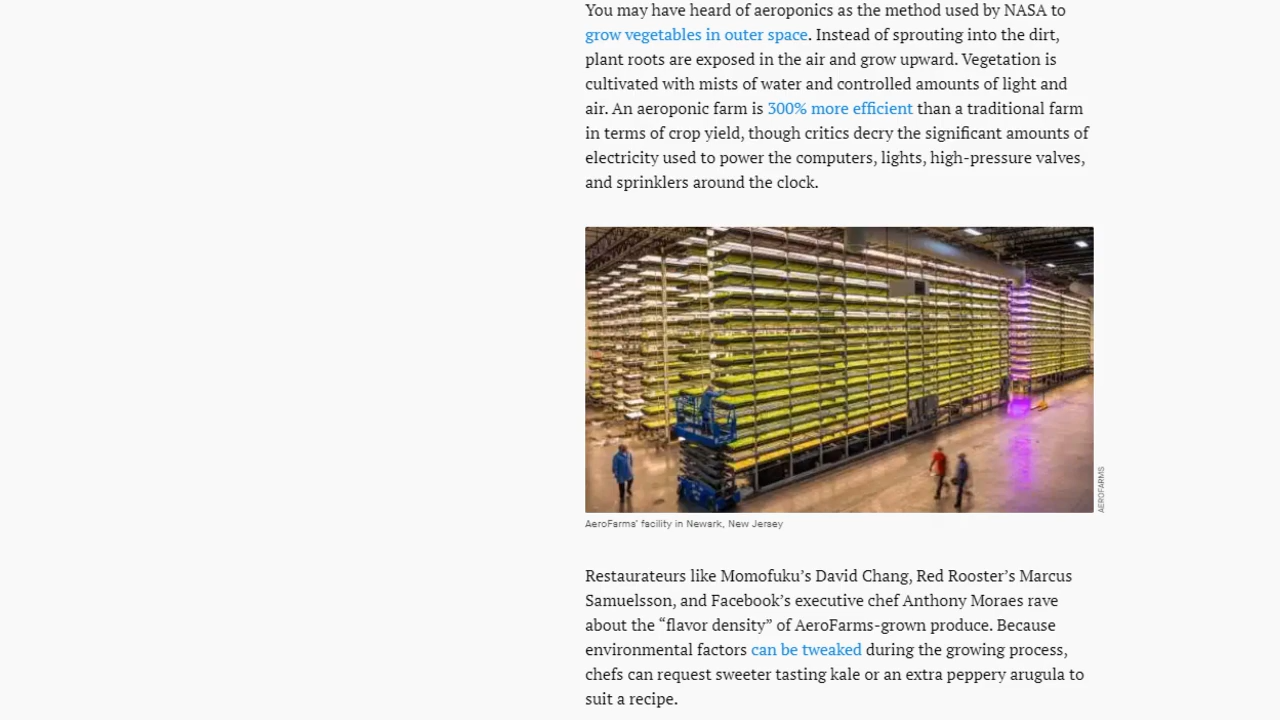 You may have heard of aeroponics as the method used by NASA to
grow vegetables in outer space. Instead of sprouting into the dirt,
plant roots are exposed in the air and grow upward. Vegetation is
cultivated with mists of water and controlled amounts of light and
air. An aeroponic farm is 300% more efficient than a traditional farm
in terms of crop yield, though critics decry the significant amounts of
electricity used to power the computers, lights, high-pressure valves,
and sprinklers around the clock.
AEROFARMS
AeroFarms' facility in Newark, New Jersey
Restaurateurs like Momofuku’s David Chang, Red Rooster’s Marcus
Samuelsson, and Facebook’s executive chef Anthony Moraes rave
about the “flavor density” of AeroFarms-grown produce. Because
environmental factors can be tweaked during the growing process,
chefs can request sweeter tasting kale or an extra peppery arugula to
suit a recipe.